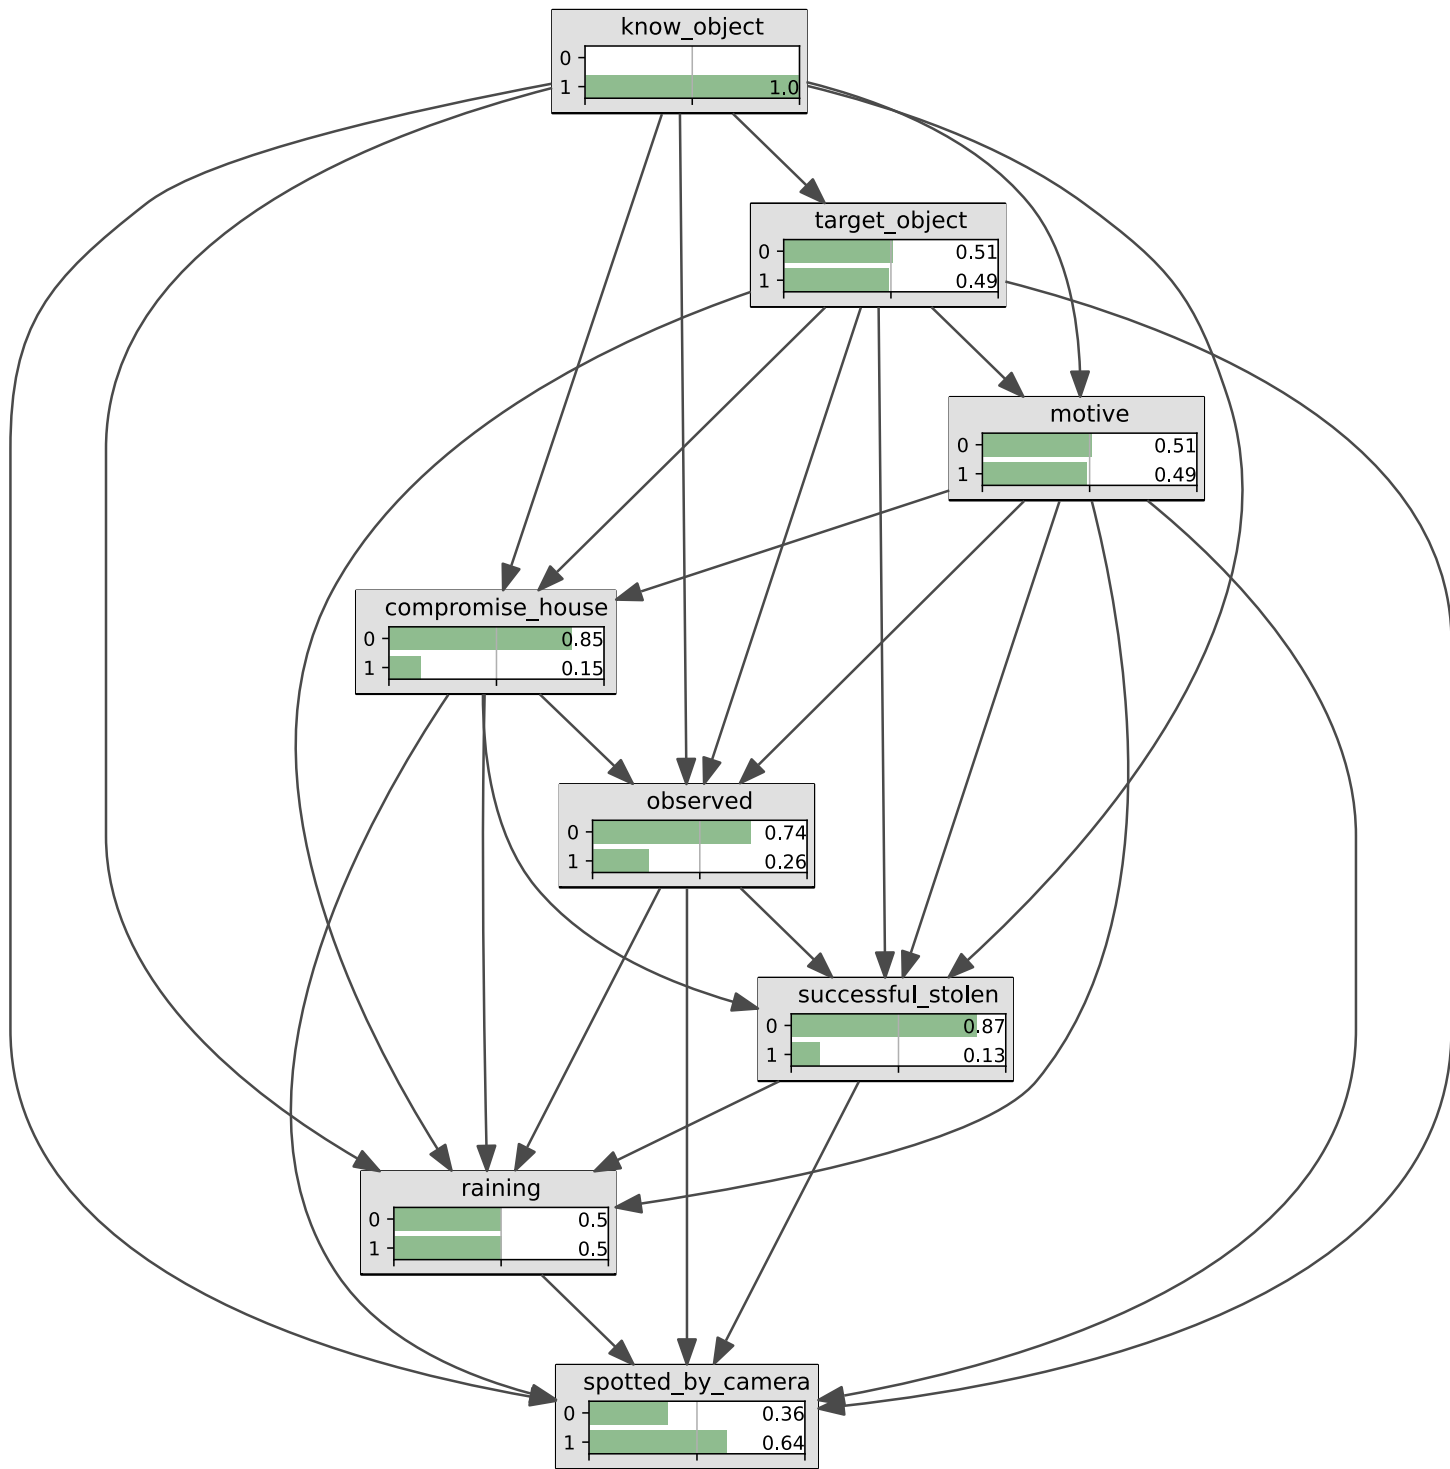 know_object
0
1 1.0
target_object
0 0.51
1 0.49
motive
0 0.51
1 0.49
compromise_house
0 0.85
1 0.15
observed
0 0.74
1 0.26
successful_stolen
0 0.87
1 0.13
raining
0 0.5
1 0.5
spotted_by_camera
0 0.36
1 0.64